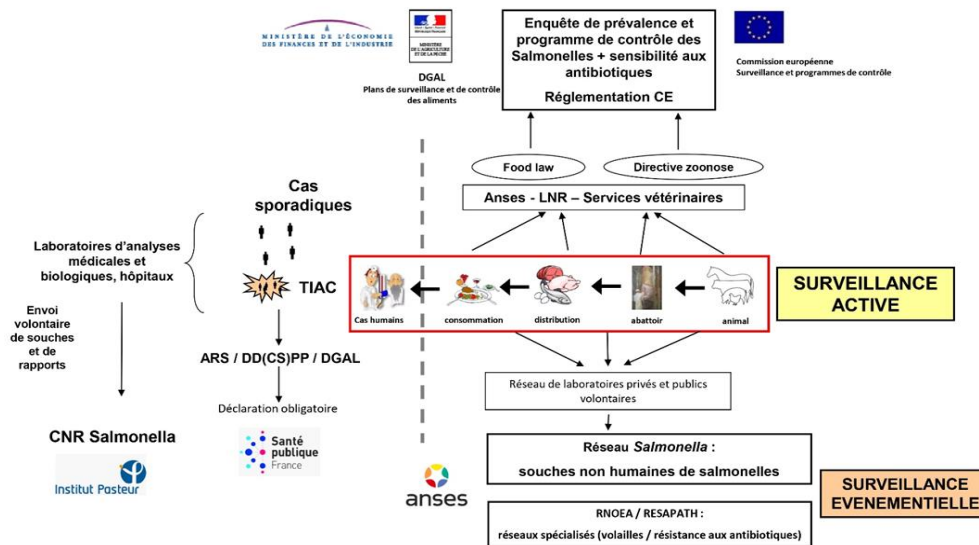 MINISTÈRE DE L'ÉCONOMIE
DES FINANCES ET DE L'INDUSTRIE
MINISTÈRE
DE L'AGRICULTURE
ET DE LA PÊCHE
DGAL
Plans de surveillance et de contrôle
des aliments
Enquête de prévalence et
programme de contrôle des
Salmonelles + sensibilité aux
antibiotiques
Réglementation CE
Commission européenne
Surveillance et programmes de contrôle
Food law
Directive zoonose
Anses - LNR – Services vétérinaires
Cas
sporadiques
Laboratoires d'analyses
médicales et
biologiques, hôpitaux
TIAC
Cas humains
consommation
distribution
abattoir
animal
SURVEILLANCE
ACTIVE
Envoi
volontaire
de souches
et de
rapports
ARS / DD(CS)PP / DGAL
Déclaration obligatoire
Réseau de laboratoires privés et publics
volontaires
CNR Salmonella
Institut Pasteur
Santé
publique
France
anses
Réseau Salmonella :
souches non humaines de salmonelles
SURVEILLANCE
EVENEMENTIELLE
RNOEA / RESAPATH :
réseaux spécialisés (volailles / résistance aux antibiotiques)